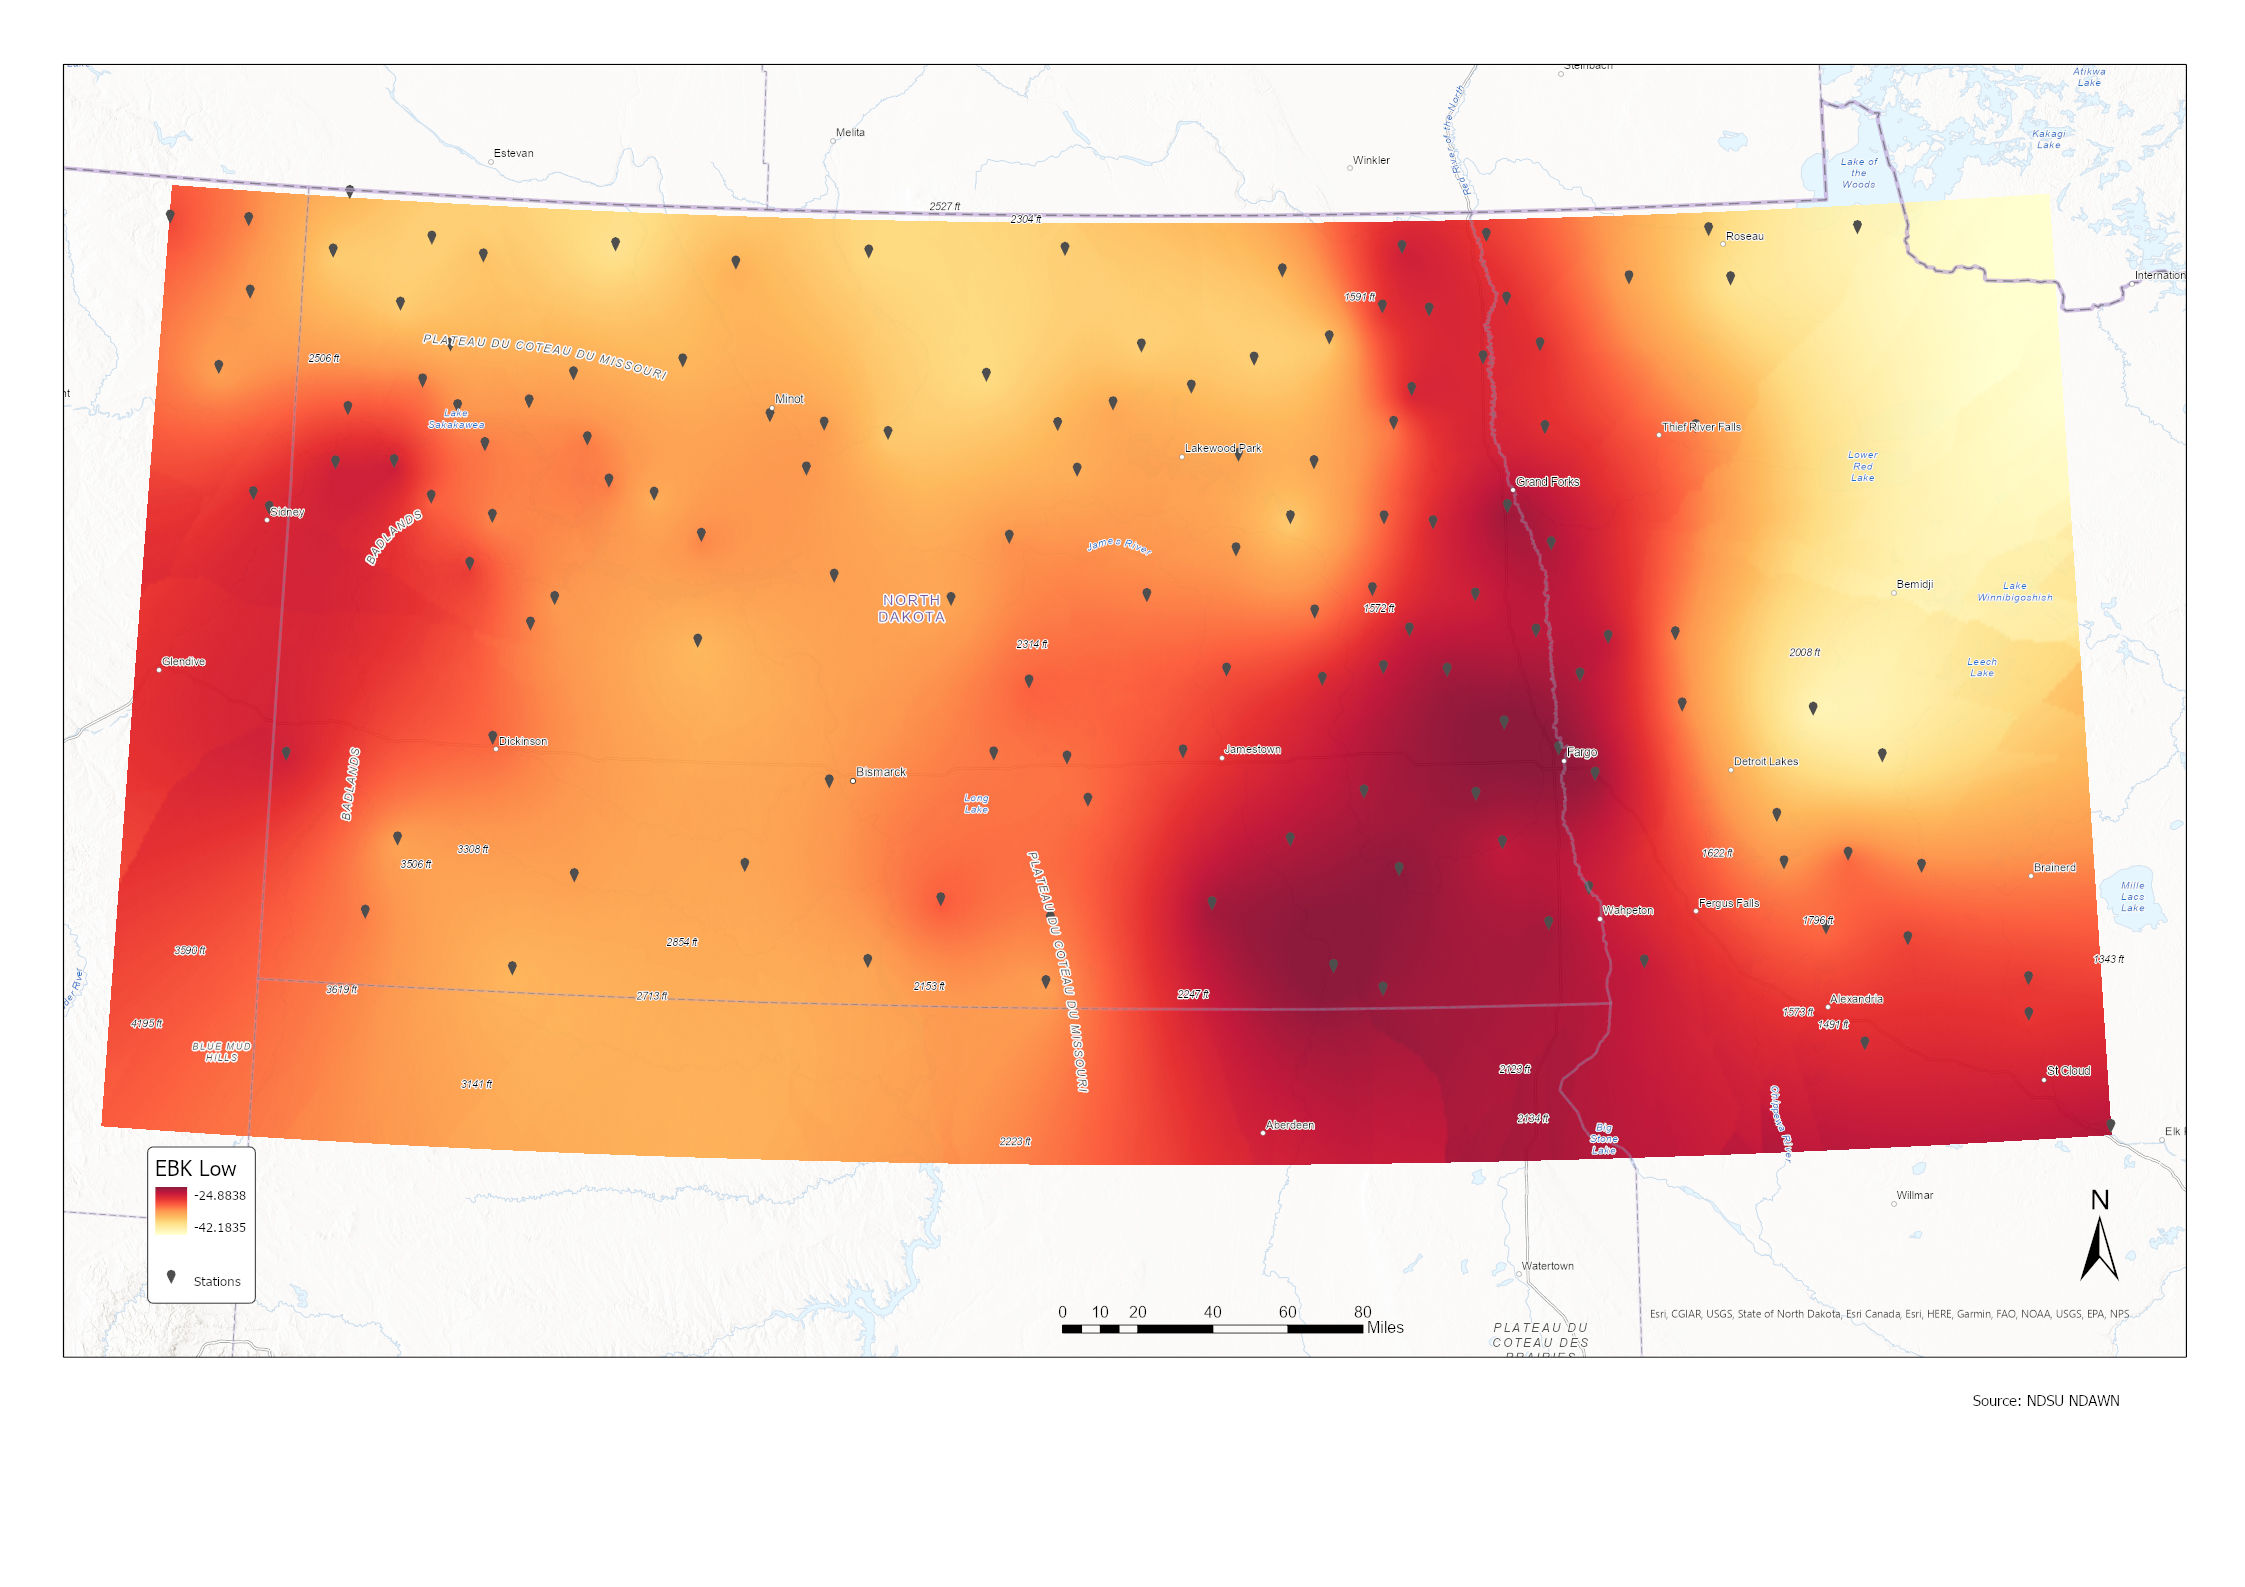 Steinbach
Atikwa
Lake
Melita
Kakagi
Lake
Estevan
Winkler
Red River of the North
Lake of
the
Woods
2527 ft
2304 ft
Roseau
Internation
1591 ft
PLATEAU DU COTEAU DU MISSOURI
2506 ft
nt
Minot
Lake
Sakakawea
Thief River Falls
Lakewood Park
Lower
Red
Lake
Grand Forks
Sidney
BADLANDS
James River
Bemidji
Lake
Winnibigoshish
NORTH
DAKOTA
1572 ft
2314 ft
2008 ft
Glendive
Leech
Lake
Dickinson
Jamestown
Fargo
Detroit Lakes
BADLANDS
Bismarck
Long
Lake
3308 ft
3506 ft
PLATEAU DU COTEAU DU MISSOURI
1622 ft
Brainerd
Mille
Lacs
Lake
Wahpeton
Fergus Falls
1796 ft
2854 ft
3590 ft
1343 ft
der River
3619 ft
2713 ft
2153 ft
2247 ft
Alexandria
1573 ft
1491 ft
4195 ft
BLUE MUD
HILLS
3141 ft
2123 ft
St Cloud
2134 ft
Chippewa River
Aberdeen
Big
Stone
Lake
2223 ft
Elk
EBK Low
-24.8838
-42.1835
Stations
Willmar
N
Watertown
0 10 20 40 60 80
Miles
Esri, CGIAR, USGS, State of North Dakota, Esri Canada, Esri, HERE, Garmin, FAO, NOAA, USGS, EPA, NPS
PLATEAU DU
COTEAU DES
PRAIRIES
Source: NDSU NDAWN